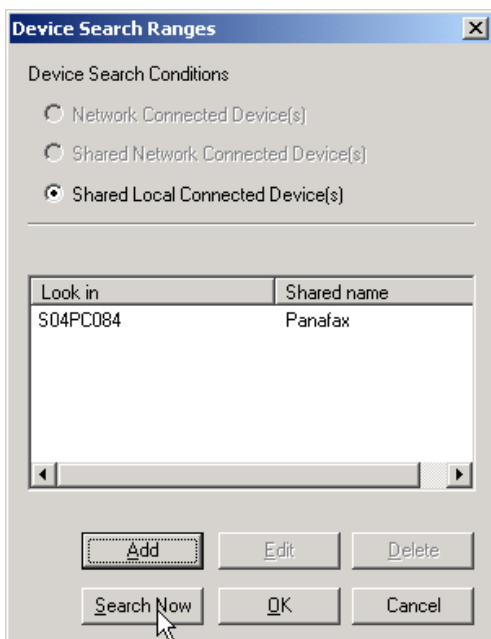 Device Search Ranges
Device Search Conditions
Network Connected Device(s)
Shared Network Connected Device(s)
Shared Local Connected Device(s)
Look in Shared name
S04PC084 Panafax
Add Edit Delete
Search Now OK Cancel